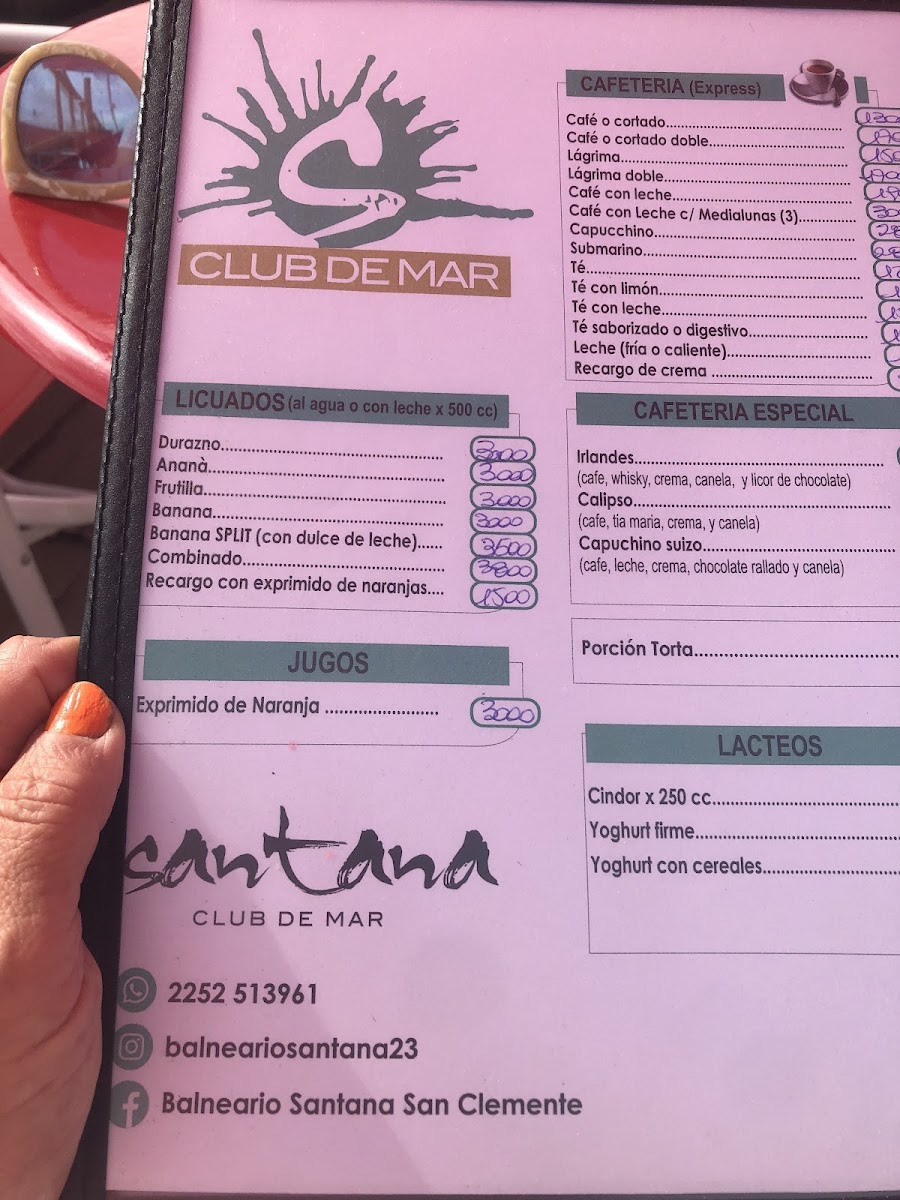 CLUB DE MAR
LICUADOS (al agua o con leche x 500 cc)
Durazno.......... 3000
Ananà.......... 3000
Frutilla.......... 3000
Banana.......... 3000
Banana SPLIT (con dulce de leche)...... 3500
Combinado.......... 3800
Recargo con exprimido de naranjas.... 1500
JUGOS
Exprimido de Naranja .......... 3000
santana
CLUB DE MAR
2252 513961
balneariosantana23
Balneario Santana San Clemente
CAFETERIA (Express)
Café o cortado..........
Café o cortado doble..........
Lágrima..........
Lágrima doble..........
Café con leche..........
Café con Leche c/ Medialunas (3)..........
Capucchino..........
Submarino..........
Té..........
Té con limón..........
Té con leche..........
Té saborizado o digestivo..........
Leche (fría o caliente)..........
Recargo de crema ..........
CAFETERIA ESPECIAL
Irlandes..........
(cafe, whisky, crema, canela, y licor de chocolate)
Calipso..........
(cafe, tia maria, crema, y canela)
Capuchino suizo..........
(cafe, leche, crema, chocolate rallado y canela)
Porción Torta..........
LACTEOS
Cindor x 250 cc..........
Yoghurt firme..........
Yoghurt con cereales..........